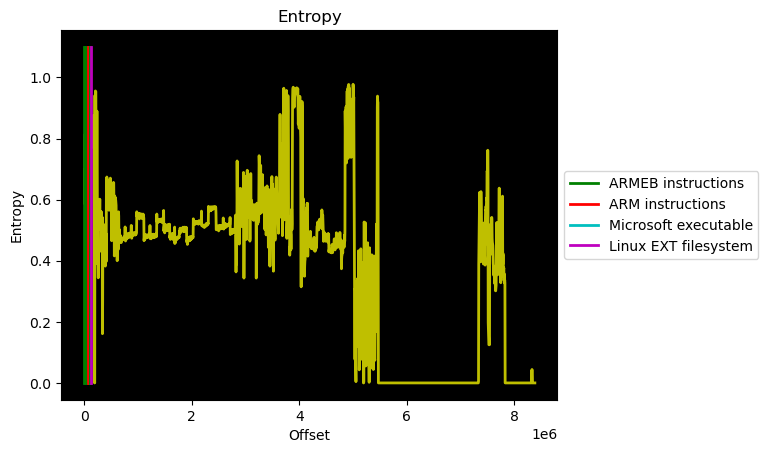 Entropy
Entropy
1.0
0.8
0.6
0.4
0.2
0.0
0
2
4
6
8
1e6
Offset
ARMEB instructions
ARM instructions
Microsoft executable
Linux EXT filesystem